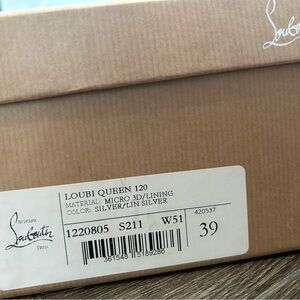 Loubou
LOUBI QUEEN 120
MATERIAL: MICRO 3D/LINING
COLOR: SILVER/LIN SILVER
Christian
Louboutin
Paris
1220805 S211 W51
420537
39